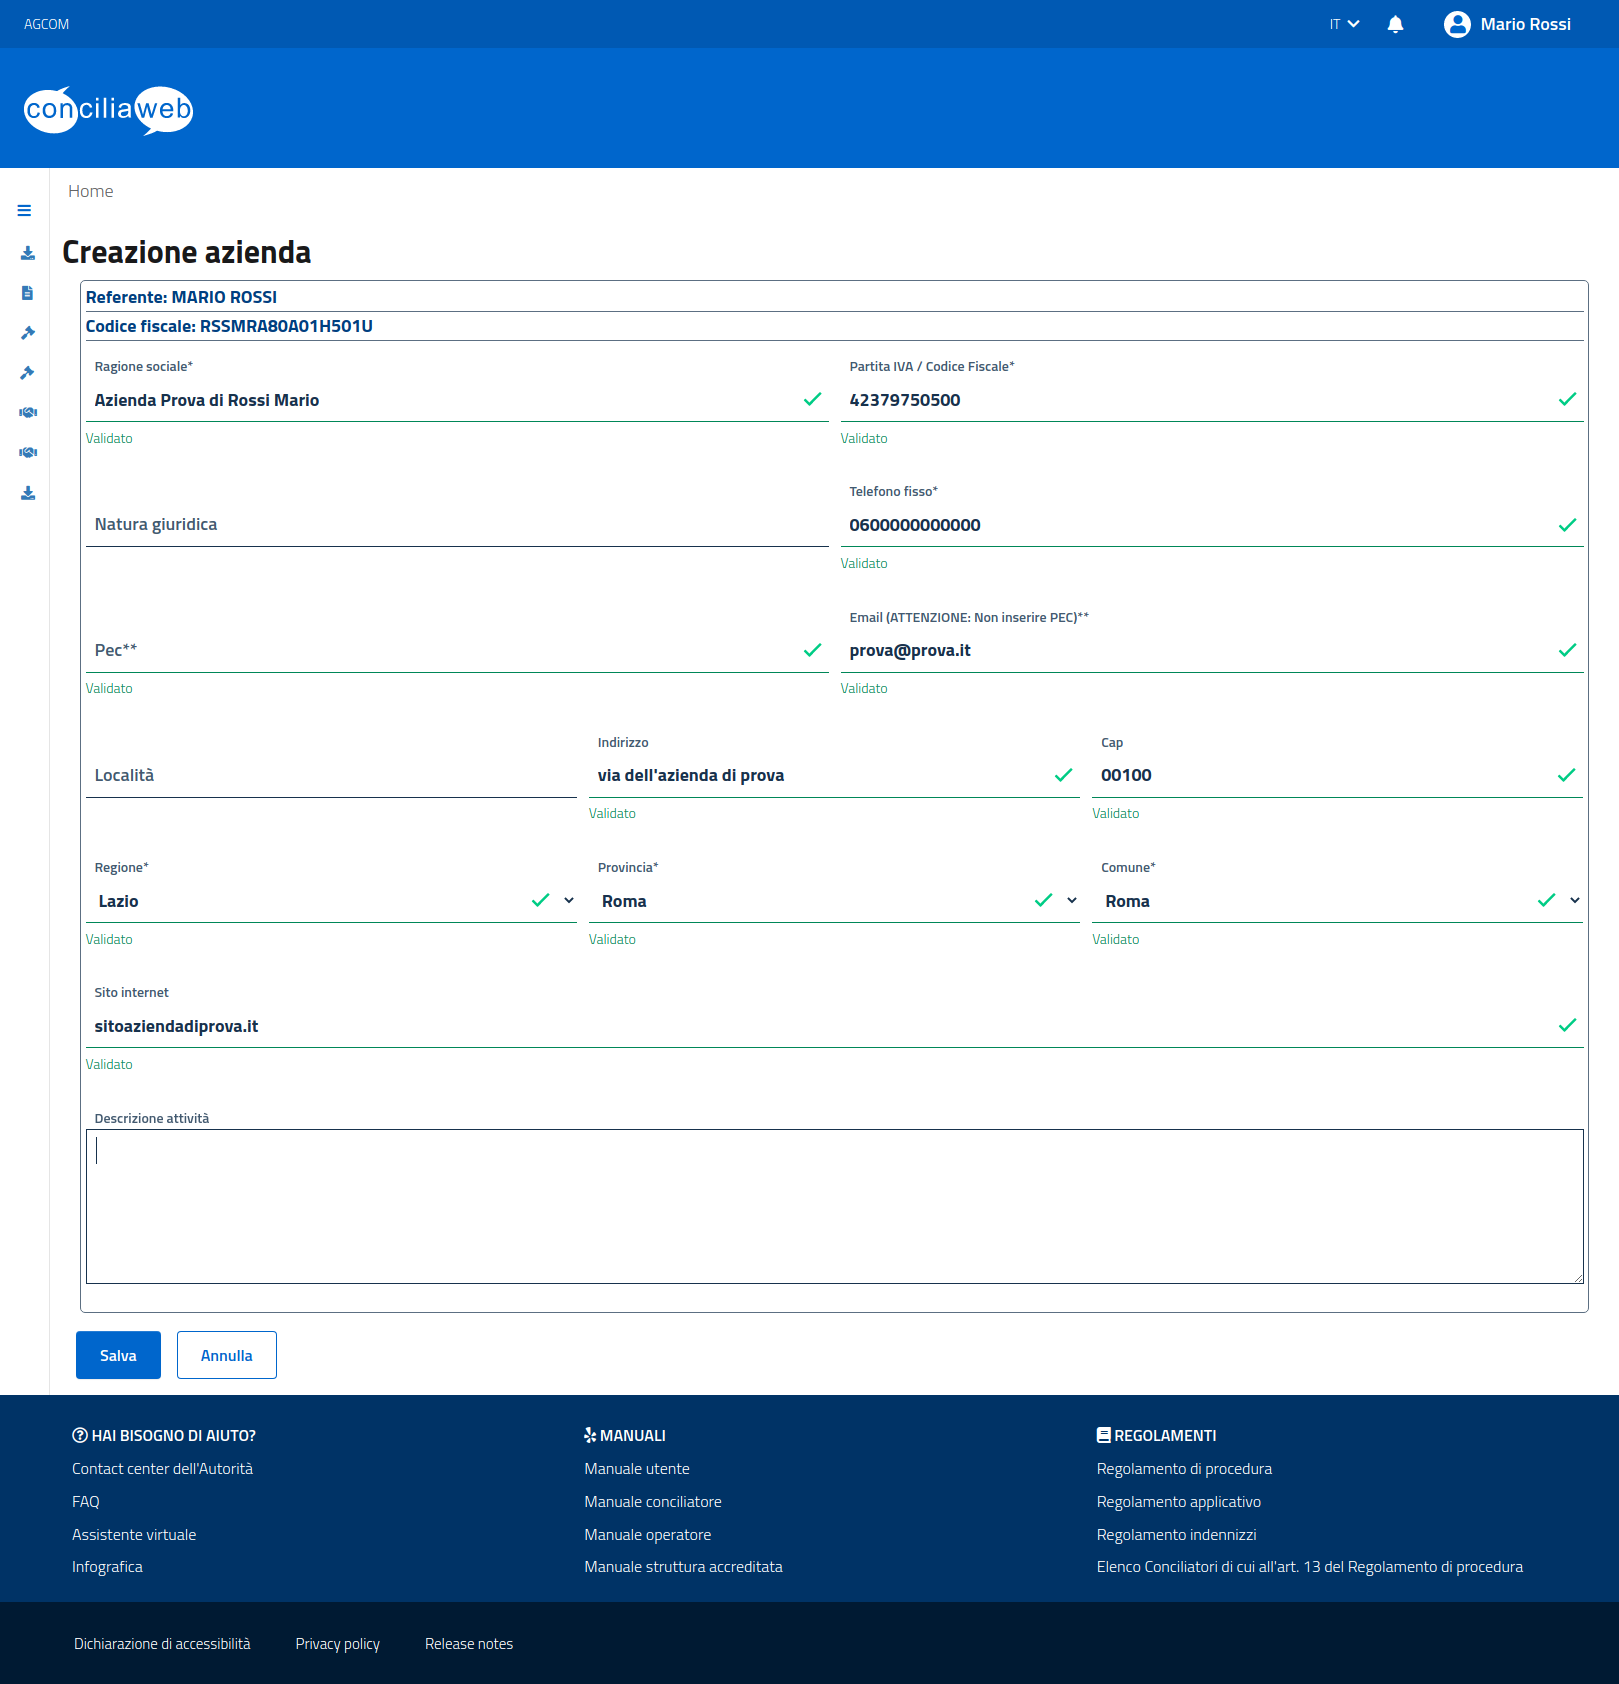 AGCOM
IT
Mario Rossi
conciliaweb
Home
Creazione azienda
Referente: MARIO ROSSI
Codice fiscale: RSSMRA80A01H501U
Ragione sociale*
Partita IVA / Codice Fiscale*
Azienda Prova di Rossi Mario
42379750500
Validato
Validato
Telefono fisso*
Natura giuridica
0600000000000
Validato
Email (ATTENZIONE: Non inserire PEC)**
Pec**
prova@prova.it
Validato
Validato
Indirizzo
Cap
Località
via dell'azienda di prova
00100
Validato
Validato
Regione*
Provincia*
Comune*
Lazio
Roma
Roma
Validato
Validato
Validato
Sito internet
sitoaziendadiprova.it
Validato
Descrizione attività
Salva
Annulla
HAI BISOGNO DI AIUTO?
Contact center dell'Autorità
FAQ
Assistente virtuale
Infografica
MANUALI
Manuale utente
Manuale conciliatore
Manuale operatore
Manuale struttura accreditata
REGOLAMENTI
Regolamento di procedura
Regolamento applicativo
Regolamento indennizzi
Elenco Conciliatori di cui all'art. 13 del Regolamento di procedura
Dichiarazione di accessibilità
Privacy policy
Release notes